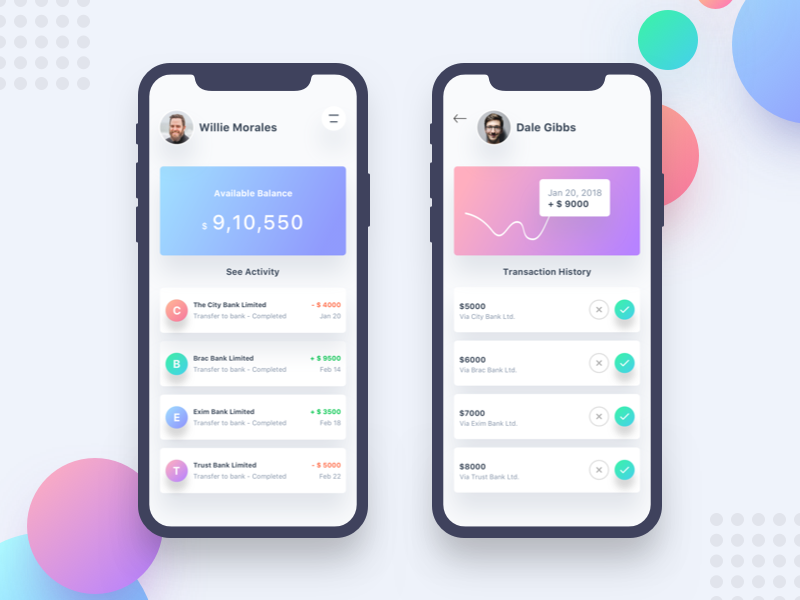 Willie Morales
Available Balance
$ 9,10,550
See Activity
C
The City Bank Limited
- $ 4000
Transfer to bank - Completed
Jan 20
B
Brac Bank Limited
+ $ 9500
Transfer to bank - Completed
Feb 14
E
Exim Bank Limited
+ $ 3500
Transfer to bank - Completed
Feb 18
T
Trust Bank Limited
- $ 5000
Transfer to bank - Completed
Feb 22
Dale Gibbs
Jan 20, 2018
+ $ 9000
Transaction History
$5000
Via City Bank Ltd.
$6000
Via Brac Bank Ltd.
$7000
Via Exim Bank Ltd.
$8000
Via Trust Bank Ltd.